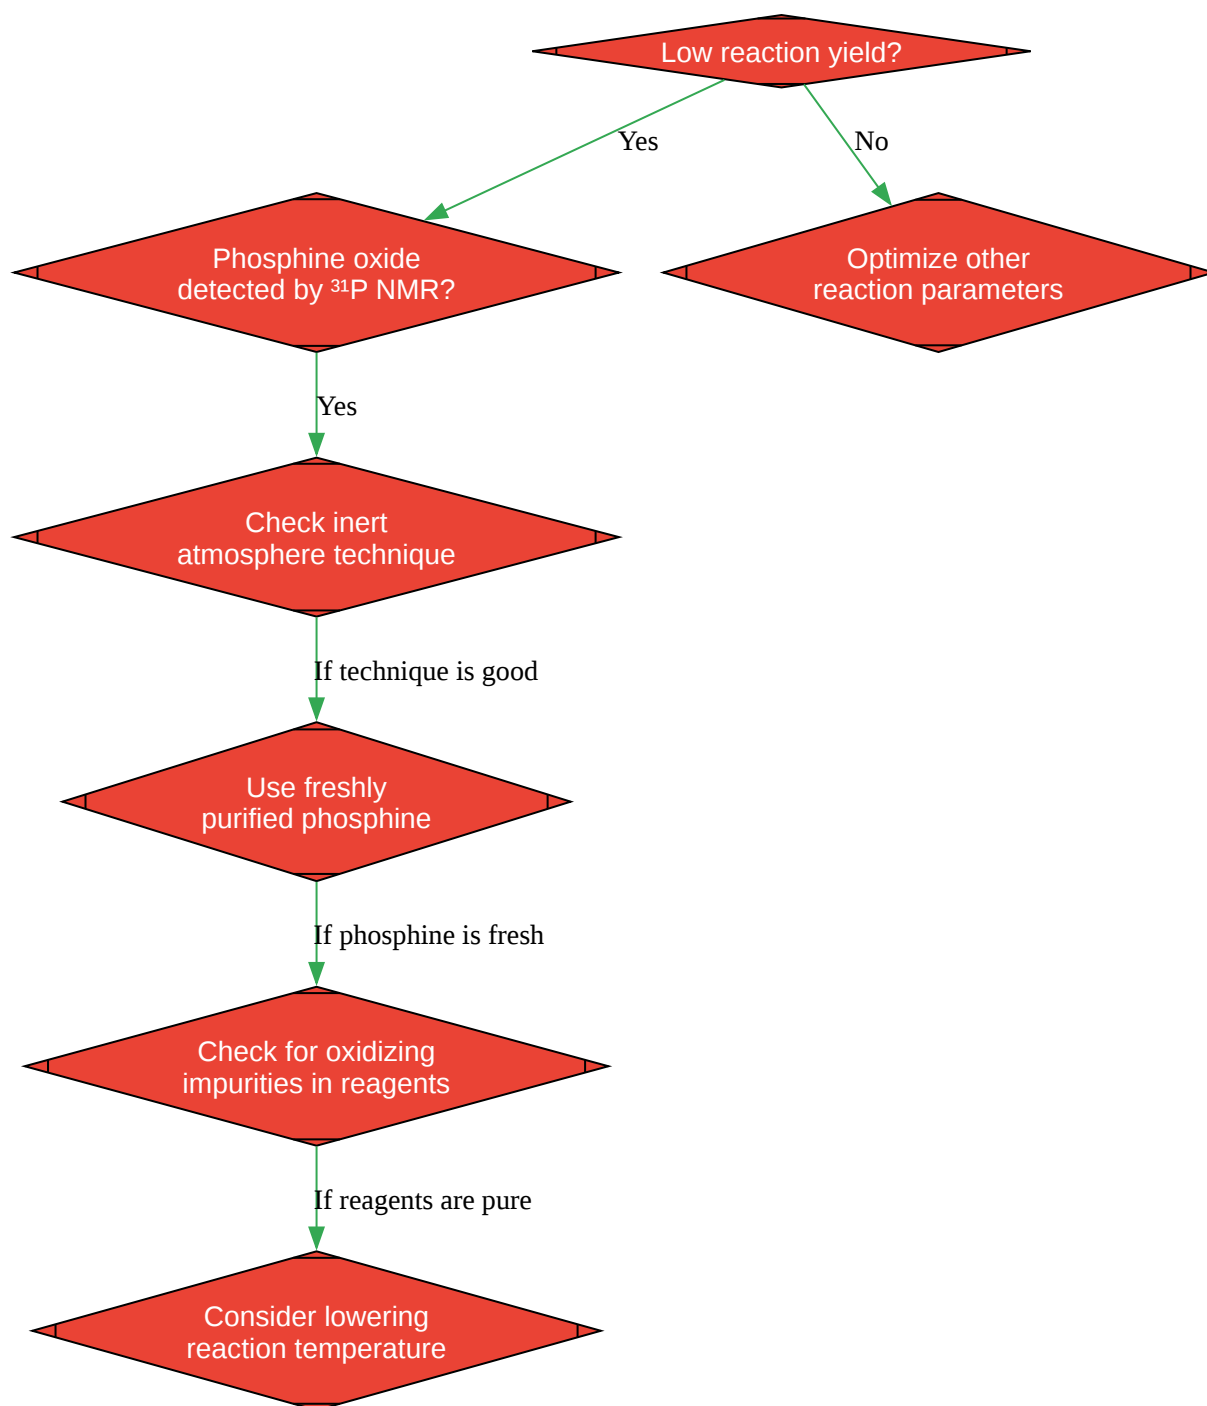 Low reaction yield?
Yes
No
Phosphine oxide
detected by ³¹P NMR?
Optimize other
reaction parameters
Yes
Check inert
atmosphere technique
If technique is good
Use freshly
purified phosphine
If phosphine is fresh
Check for oxidizing
impurities in reagents
If reagents are pure
Consider lowering
reaction temperature